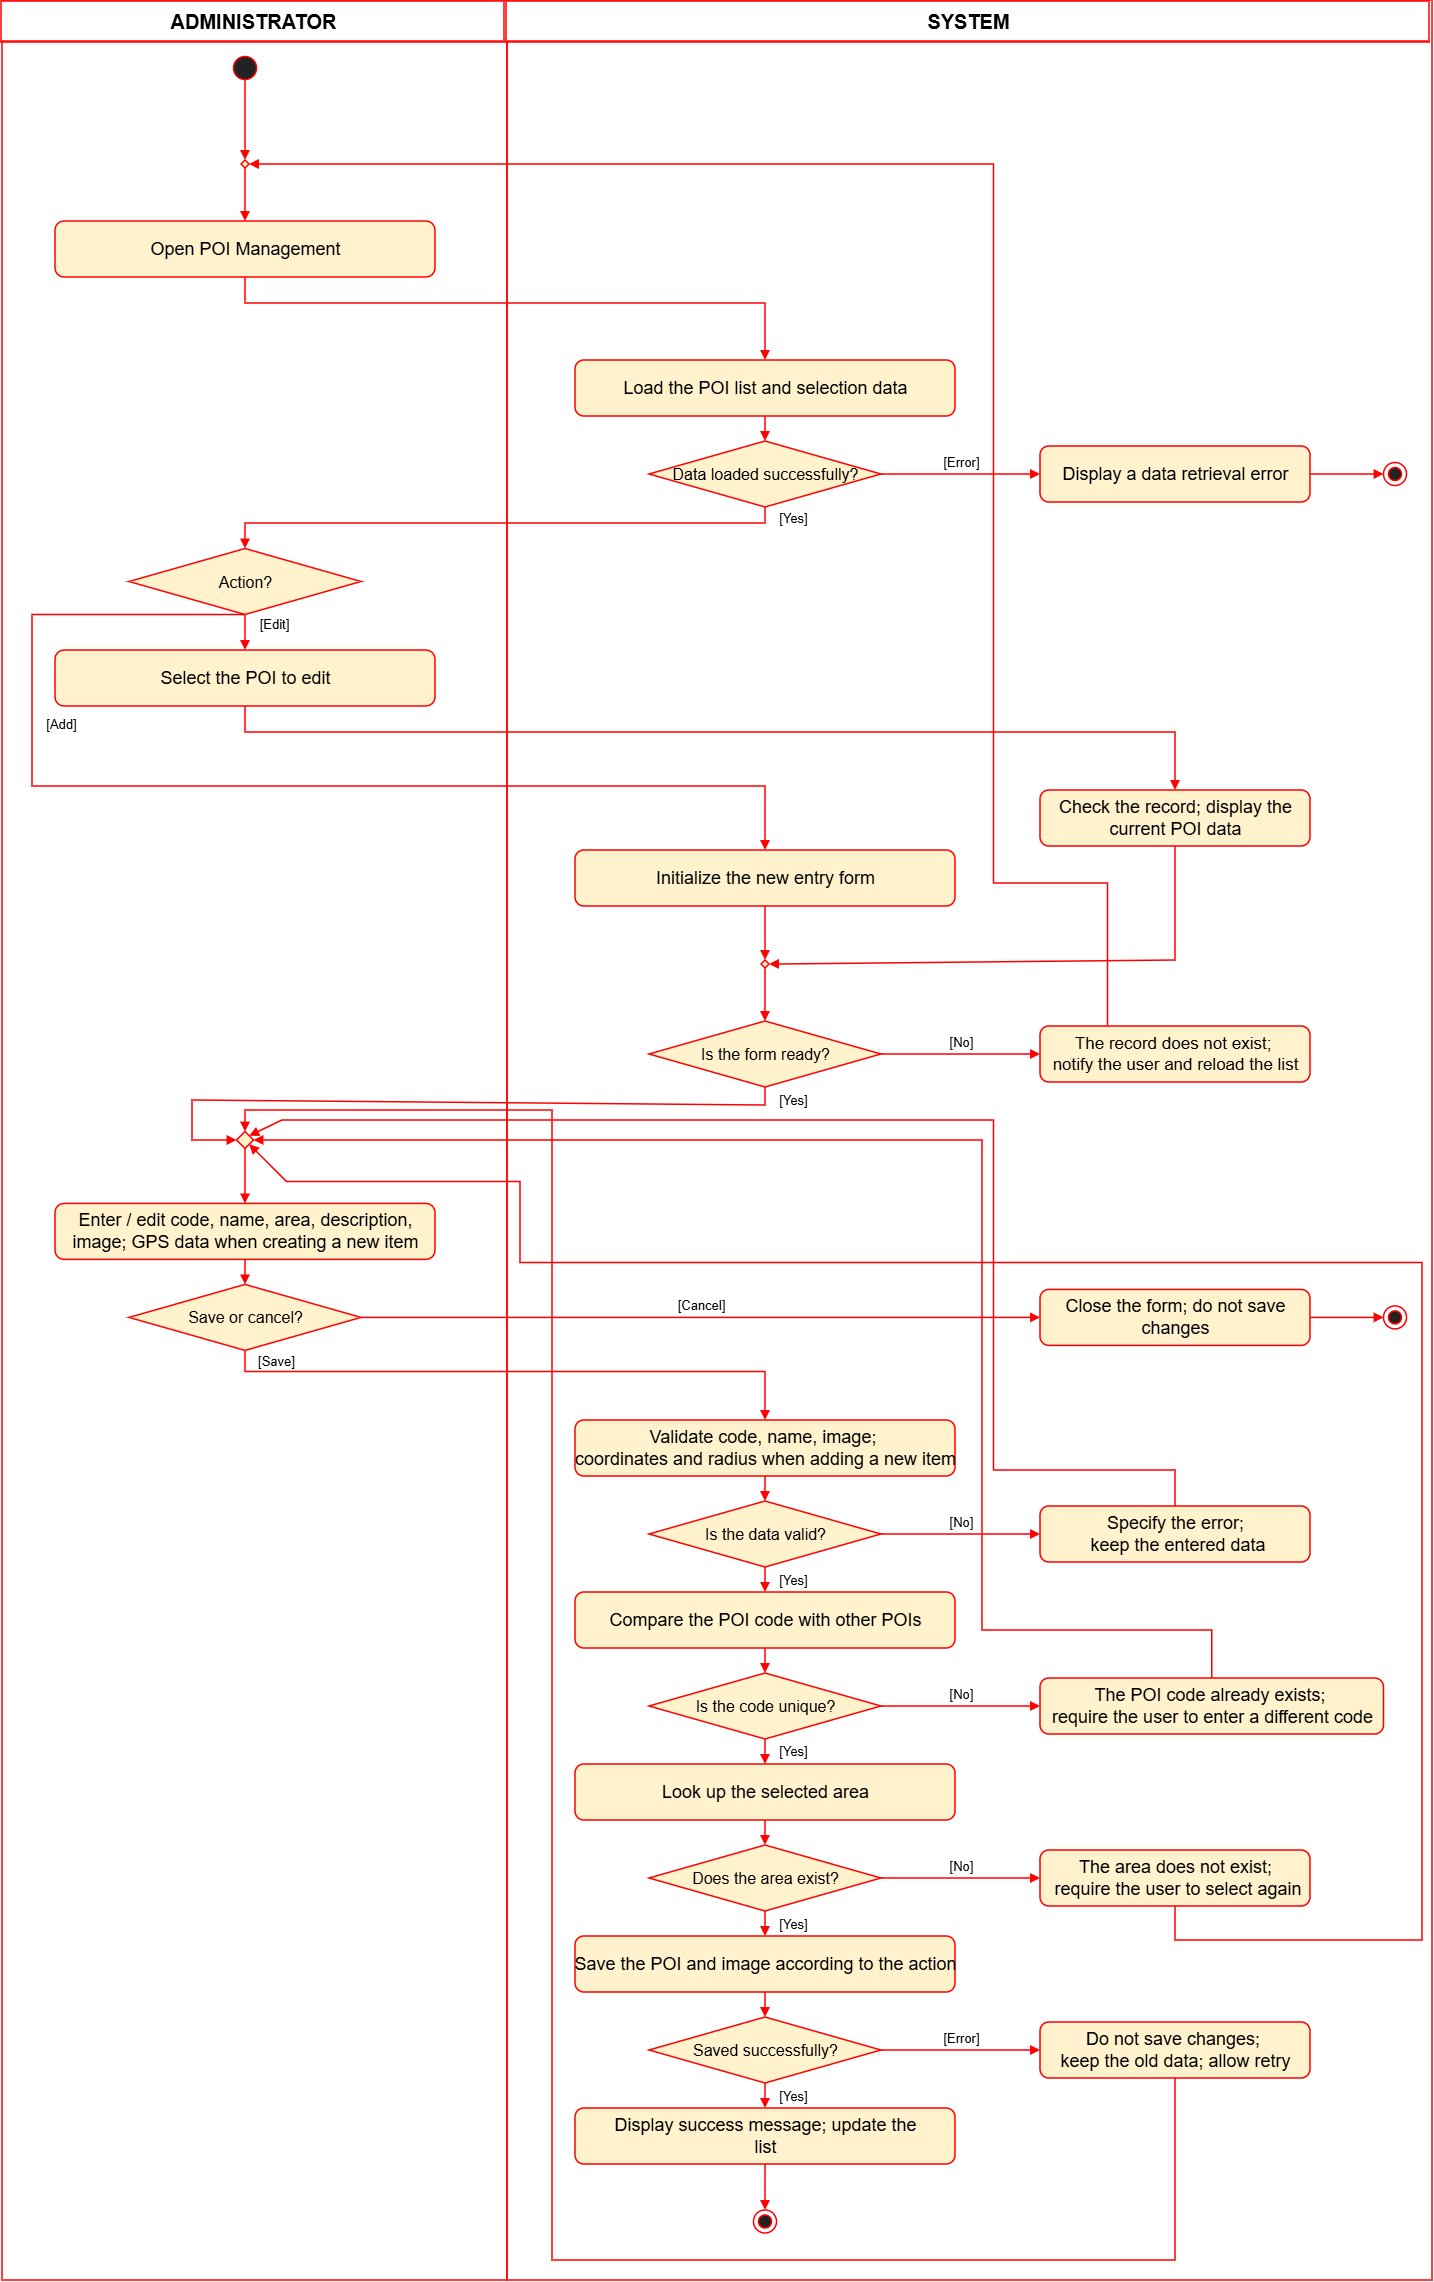 ADMINISTRATOR
SYSTEM
Open POI Management
Load the POI list and selection data
Data loaded successfully?
[Error]
Display a data retrieval error
[Yes]
Action?
[Edit]
Select the POI to edit
[Add]
Check the record; display the
current POI data
Initialize the new entry form
Is the form ready?
[No]
The record does not exist;
notify the user and reload the list
[Yes]
Enter / edit code, name, area, description,
image; GPS data when creating a new item
Save or cancel?
[Cancel]
Close the form; do not save
changes
[Save]
Validate code, name, image;
coordinates and radius when adding a new item
Is the data valid?
[No]
Specify the error;
keep the entered data
[Yes]
Compare the POI code with other POIs
Is the code unique?
[No]
The POI code already exists;
require the user to enter a different code
[Yes]
Look up the selected area
Does the area exist?
[No]
The area does not exist;
require the user to select again
[Yes]
Save the POI and image according to the action
Saved successfully?
[Error]
Do not save changes;
keep the old data; allow retry
[Yes]
Display success message; update the
list